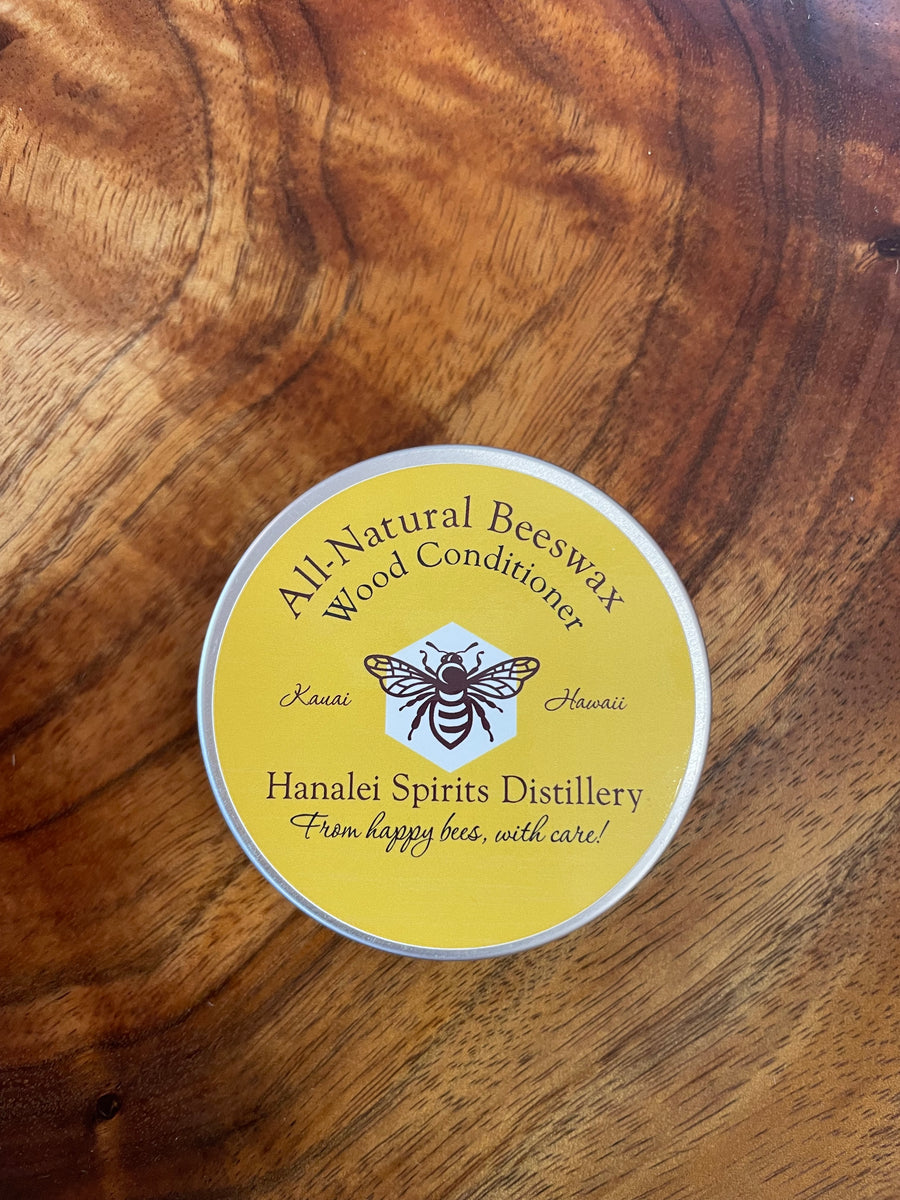 All-Natural Beeswax
Wood Conditioner
Kauai
Hawaii
Hanalei Spirits Distillery
From happy bees, with care!